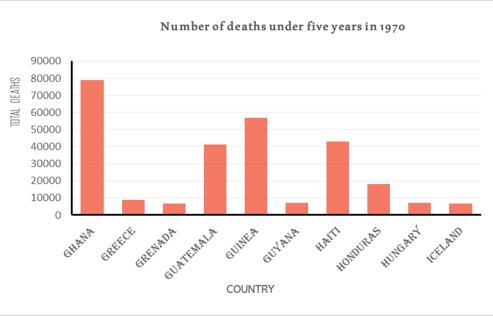 Number of deaths under five years in 1970
TOTAL DEATHS
90000
80000
70000
60000
50000
40000
30000
20000
10000
0
GHANA
GREECE
GRENADA
GUATEMALA
GUINEA
GUYANA
HAITI
HONDURAS
HUNGARY
ICELAND
COUNTRY